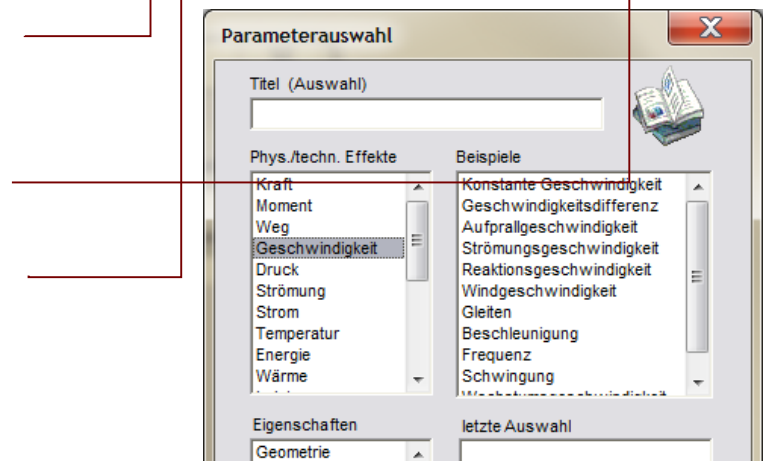 Parameterauswahl
Titel (Auswahl)
Phys./techn. Effekte
Kraft
Moment
Weg
Geschwindigkeit
Druck
Strömung
Strom
Temperatur
Energie
Wärme
Beispiele
Konstante Geschwindigkeit
Geschwindigkeitsdifferenz
Aufprallgeschwindigkeit
Strömungsgeschwindigkeit
Reaktionsgeschwindigkeit
Windgeschwindigkeit
Gleiten
Beschleunigung
Frequenz
Schwingung
Wachstumsgeschwindigkeit
Eigenschaften
Geometrie
letzte Auswahl